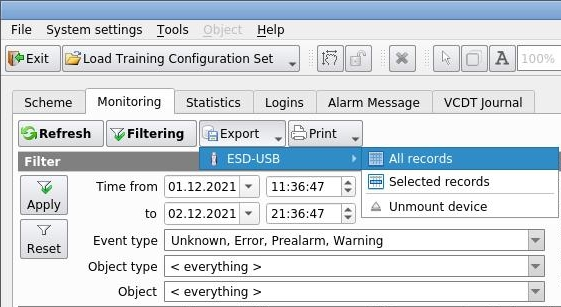 File System settings Tools Object Help
Exit Load Training Configuration Set A 100%
Scheme Monitoring Statistics Logins Alarm Message VCDT Journal
Refresh Filtering Export Print
ESD-USB All records
Filter
Selected records
Apply Time from 01.12.2021 11:36:47
to 02.12.2021 21:36:47 Unmount device
Reset Event type Unknown, Error, Prealarm, Warning
Object type < everything >
Object < everything >